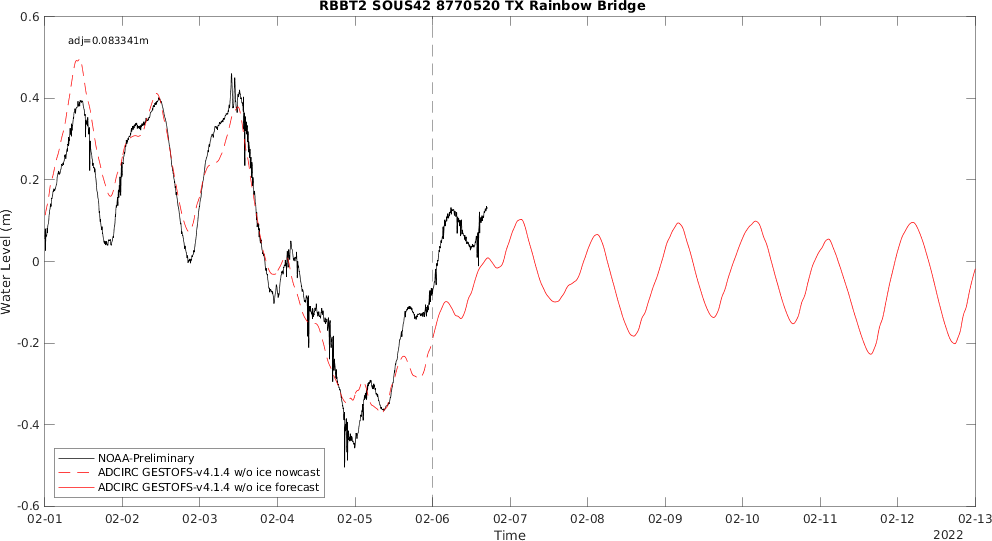 RBBT2 SOUS42 8770520 TX Rainbow Bridge
adj=0.083341m
0.6
0.4
0.2
0
-0.2
-0.4
-0.6
Water Level (m)
NOAA-Preliminary
ADCIRC GESTOFS-v4.1.4 w/o ice nowcast
ADCIRC GESTOFS-v4.1.4 w/o ice forecast
02-01 02-02 02-03 02-04 02-05 02-06 02-07 02-08 02-09 02-10 02-11 02-12 02-13
Time
2022